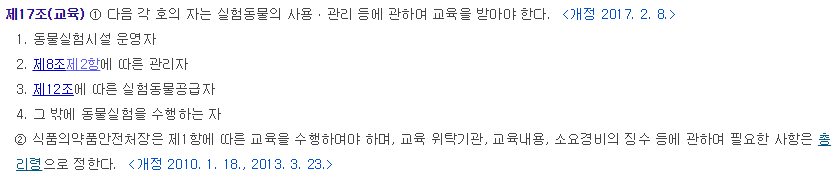 제17조(교육) ① 다음 각 호의 자는 실험동물의 사용ㆍ관리 등에 관하여 교육을 받아야 한다. <개정 2017. 2. 8.>
1. 동물실험시설 운영자
2. 제8조제2항에 따른 관리자
3. 제12조에 따른 실험동물공급자
4. 그 밖에 동물실험을 수행하는 자
② 식품의약품안전처장은 제1항에 따른 교육을 수행하여야 하며, 교육 위탁기관, 교육내용, 소요경비의 징수 등에 관하여 필요한 사항은 총
리령으로 정한다. <개정 2010. 1. 18., 2013. 3. 23.>